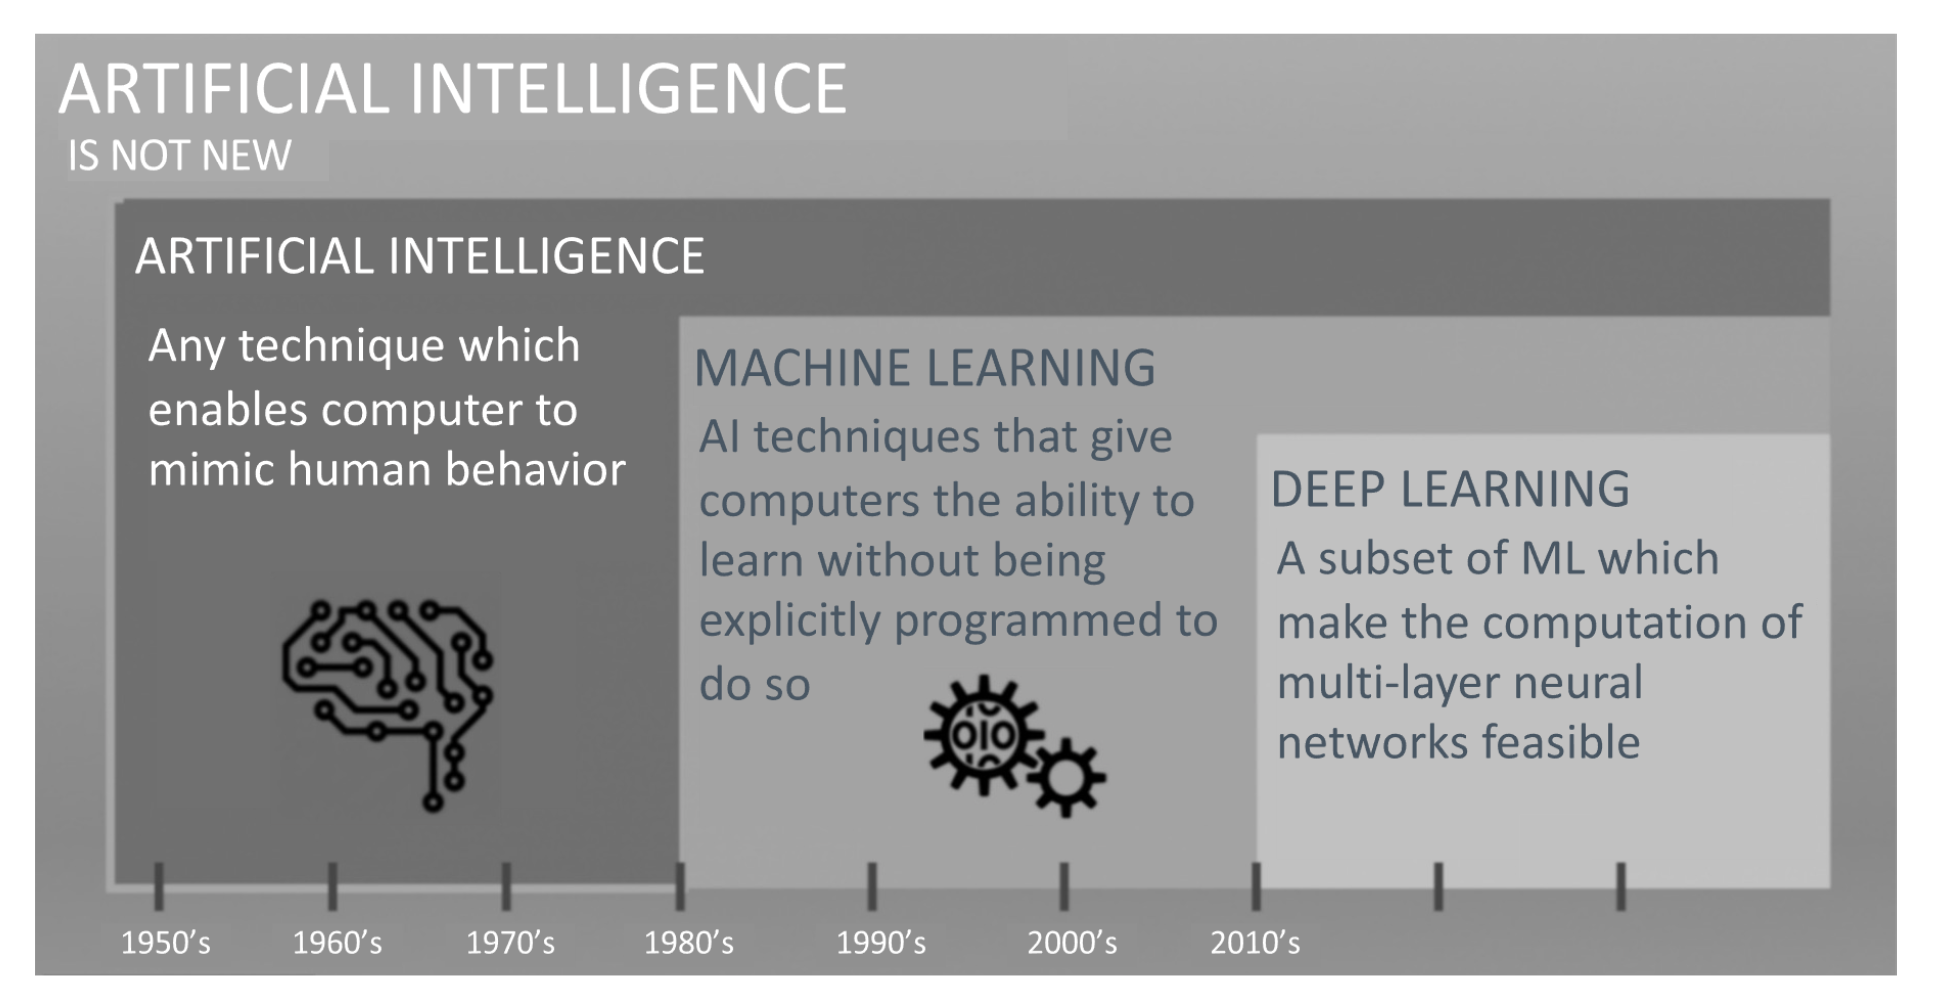 ARTIFICIAL INTELLIGENCE
IS NOT NEW
ARTIFICIAL INTELLIGENCE
Any technique which
enables computer to
mimic human behavior
MACHINE LEARNING
AI techniques that give
computers the ability to
learn without being
explicitly programmed to
do so
OIO
DEEP LEARNING
A subset of ML which
make the computation of
multi-layer neural
networks feasible
1950's
1960's
1970's
1980's
1990's
2000's
2010's